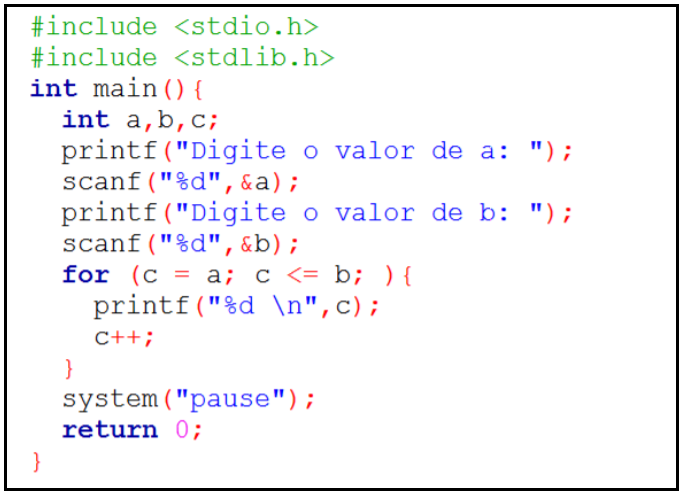 #include <stdio.h>
#include <stdlib.h>
int main(){
  int a,b,c;
  printf("Digite o valor de a: ");
  scanf("%d",&a);
  printf("Digite o valor de b: ");
  scanf("%d",&b);
  for (c = a; c <= b; ){
    printf("%d \n",c);
    c++;
  }
  system("pause");
  return 0;
}